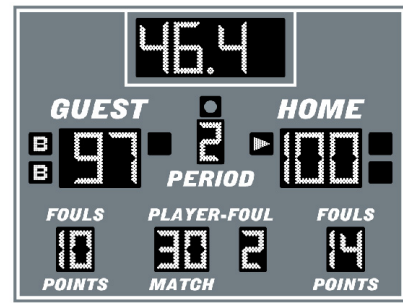 46.4
GUEST HOME
B 97 2 100
B
PERIOD
FOULS PLAYER-FOUL FOULS
10 30 2 14
POINTS MATCH POINTS